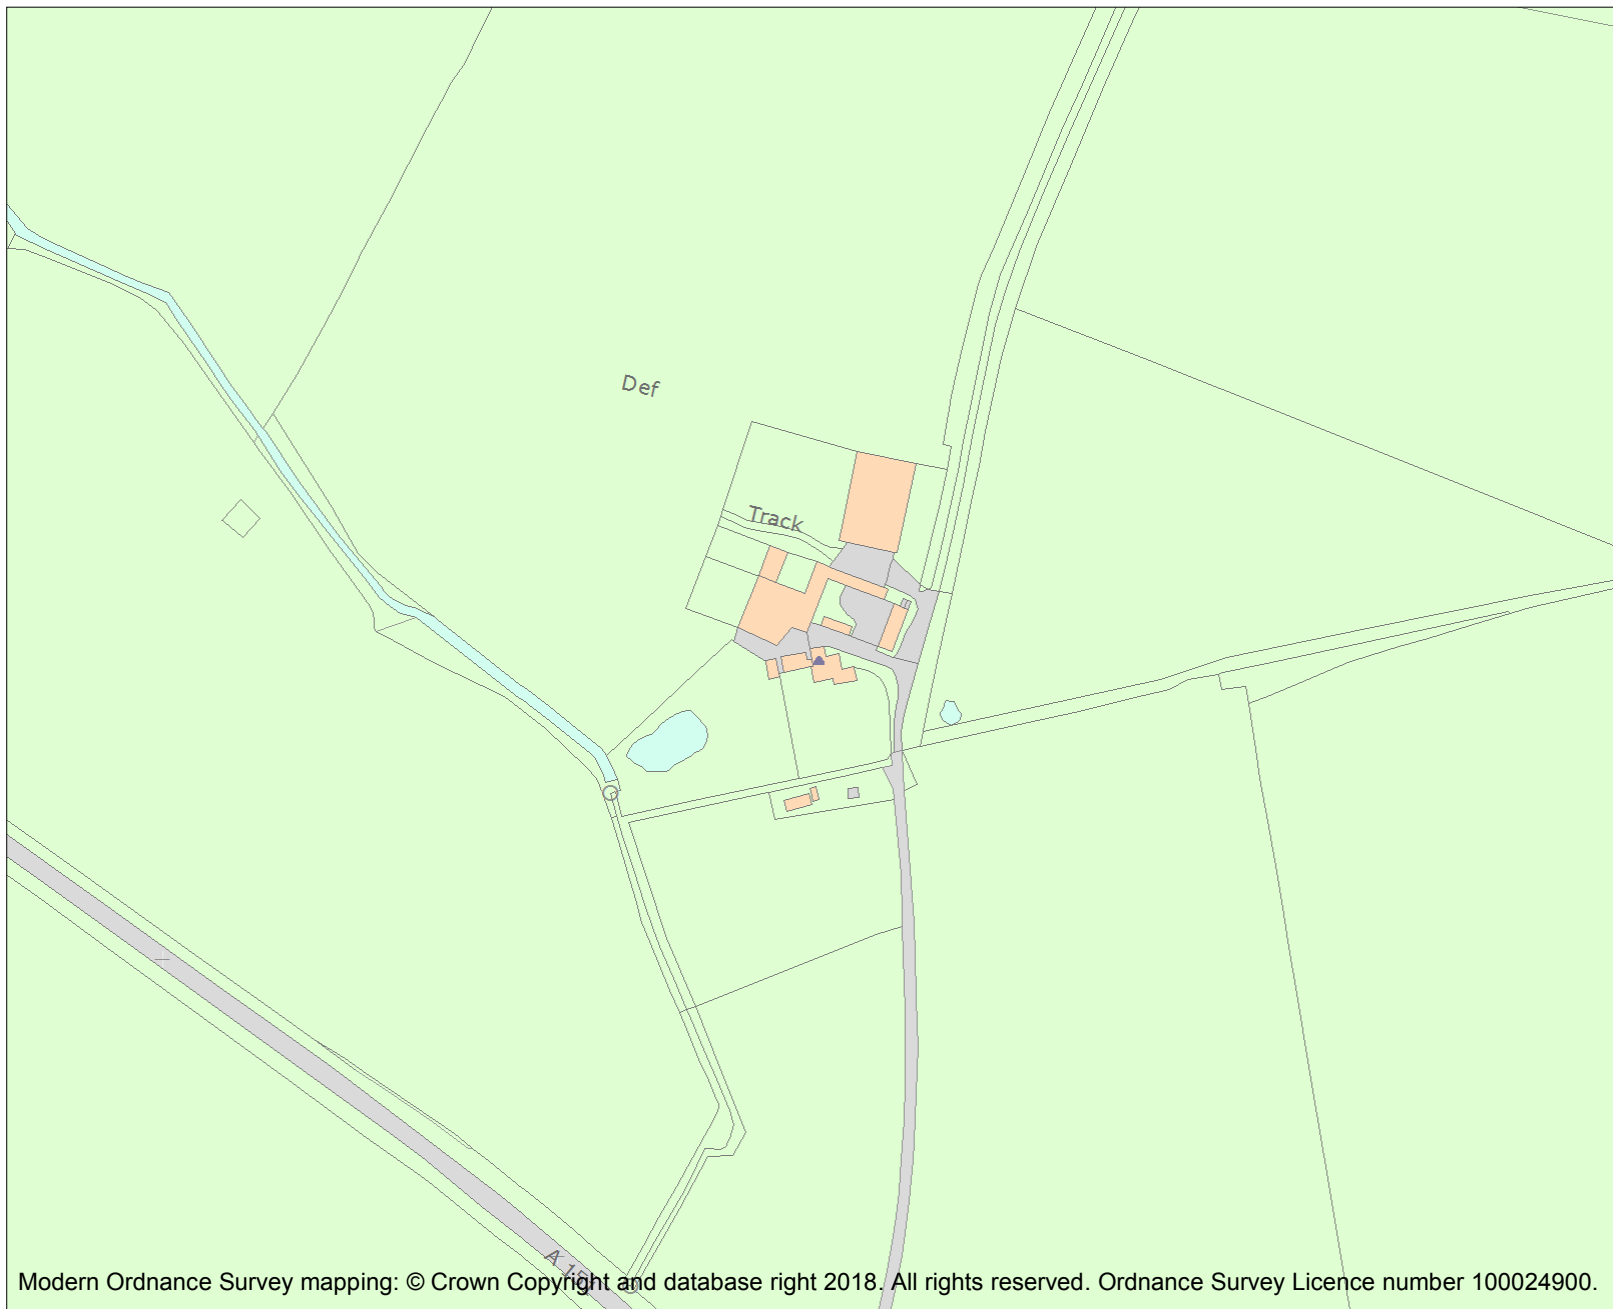 Def
Track
A 15
Modern Ordnance Survey mapping: © Crown Copyright and database right 2018. All rights reserved. Ordnance Survey Licence number 100024900.